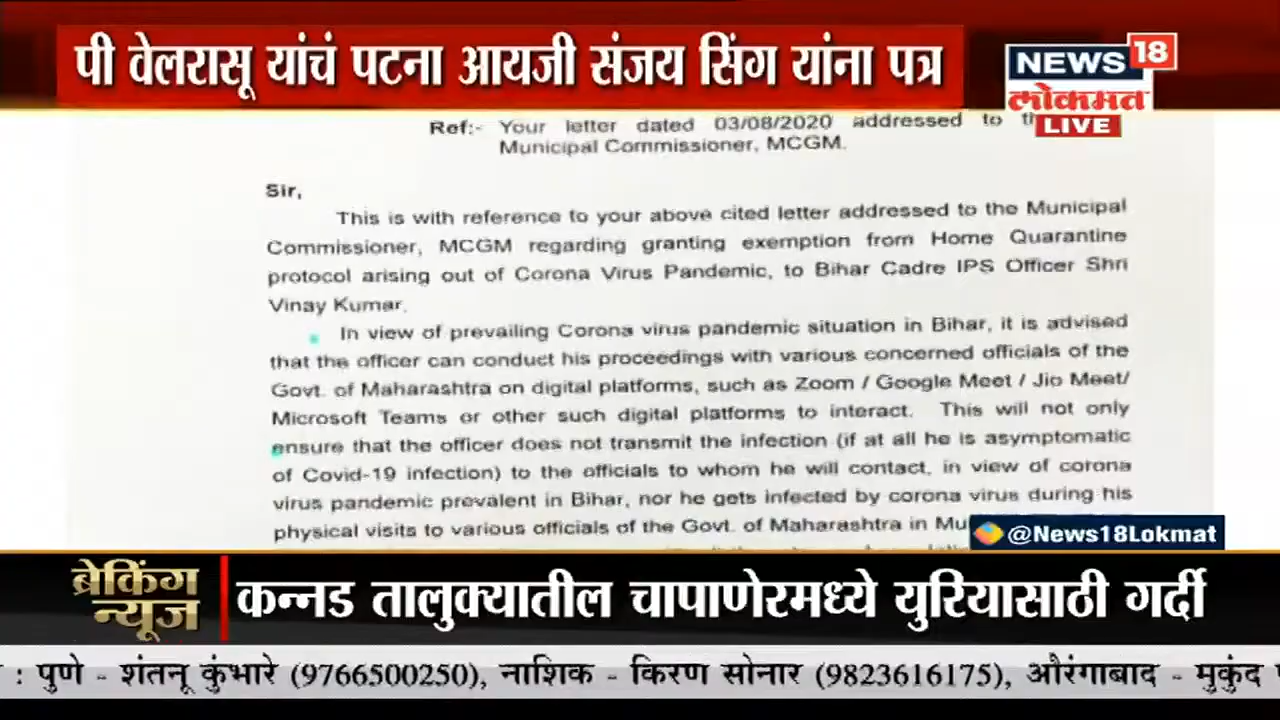 पी वेलरासू यांचं पटना आयजी संजय सिंग यांना पत्र
NEWS 18
लोकमत
LIVE
Ref:- Your letter dated 03/08/2020 addressed to
Municipal Commissioner, MCGM.
Sir,
This is with reference to your above cited letter addressed to the Municipal
Commissioner, MCGM regarding granting exemption from Home Quarantine
protocol arising out of Corona Virus Pandemic, to Bihar Cadre IPS Officer Shri
Vinay Kumar.
In view of prevailing Corona virus pandemic situation in Bihar, it is advised
that the officer can conduct his proceedings with various concerned officials of the
Govt. of Maharashtra on digital platforms, such as Zoom / Google Meet / Jio Meet/
Microsoft Teams or other such digital platforms to interact. This will not only
ensure that the officer does not transmit the infection (if at all he is asymptomatic
of Covid-19 infection) to the officials to whom he will contact, in view of corona
virus pandemic prevalent in Bihar, nor he gets infected by corona virus during his
physical visits to various officials of the Govt. of Maharashtra in
@News18Lokmat
ब्रेकिंग
न्यूज
कन्नड तालुक्यातील चापाणेरमध्ये युरियासाठी गर्दी
: पुणे - शंतनू कुंभारे (9766500250), नाशिक - किरण सोनार (9823616175), औरंगाबाद - मुकुंद